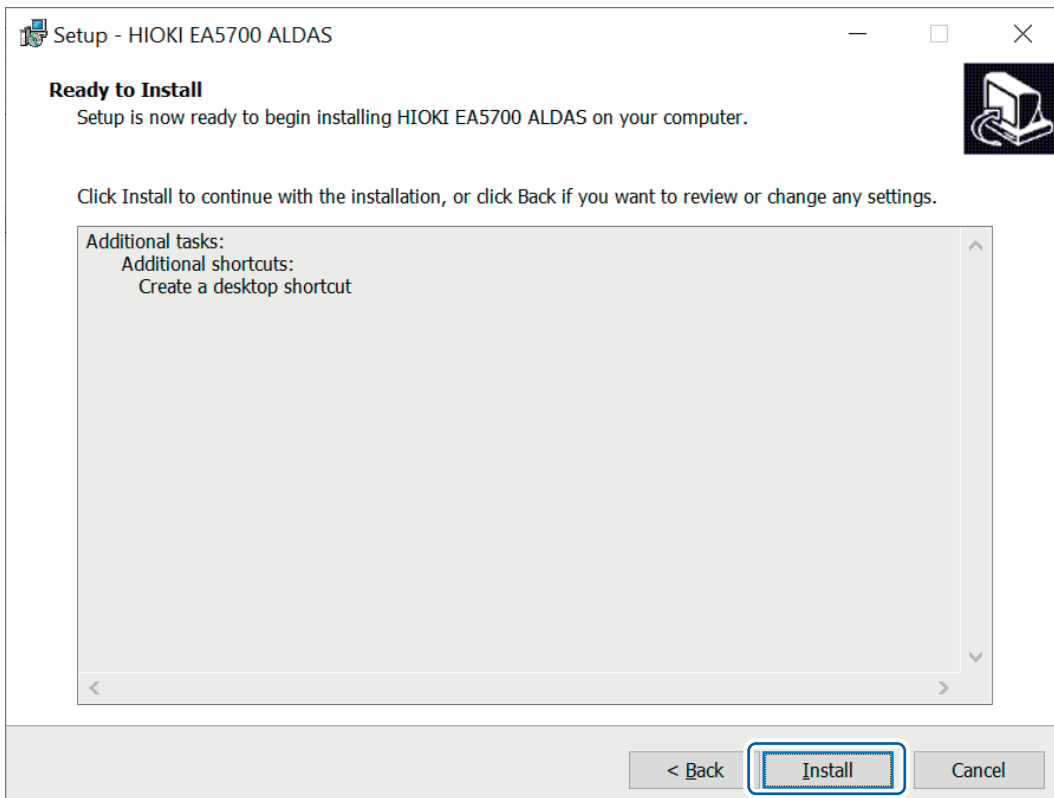 Setup - HIOKI EA5700 ALDAS
Ready to Install
Setup is now ready to begin installing HIOKI EA5700 ALDAS on your computer.
Click Install to continue with the installation, or click Back if you want to review or change any settings.
Additional tasks:
Additional shortcuts:
Create a desktop shortcut
< Back Install Cancel